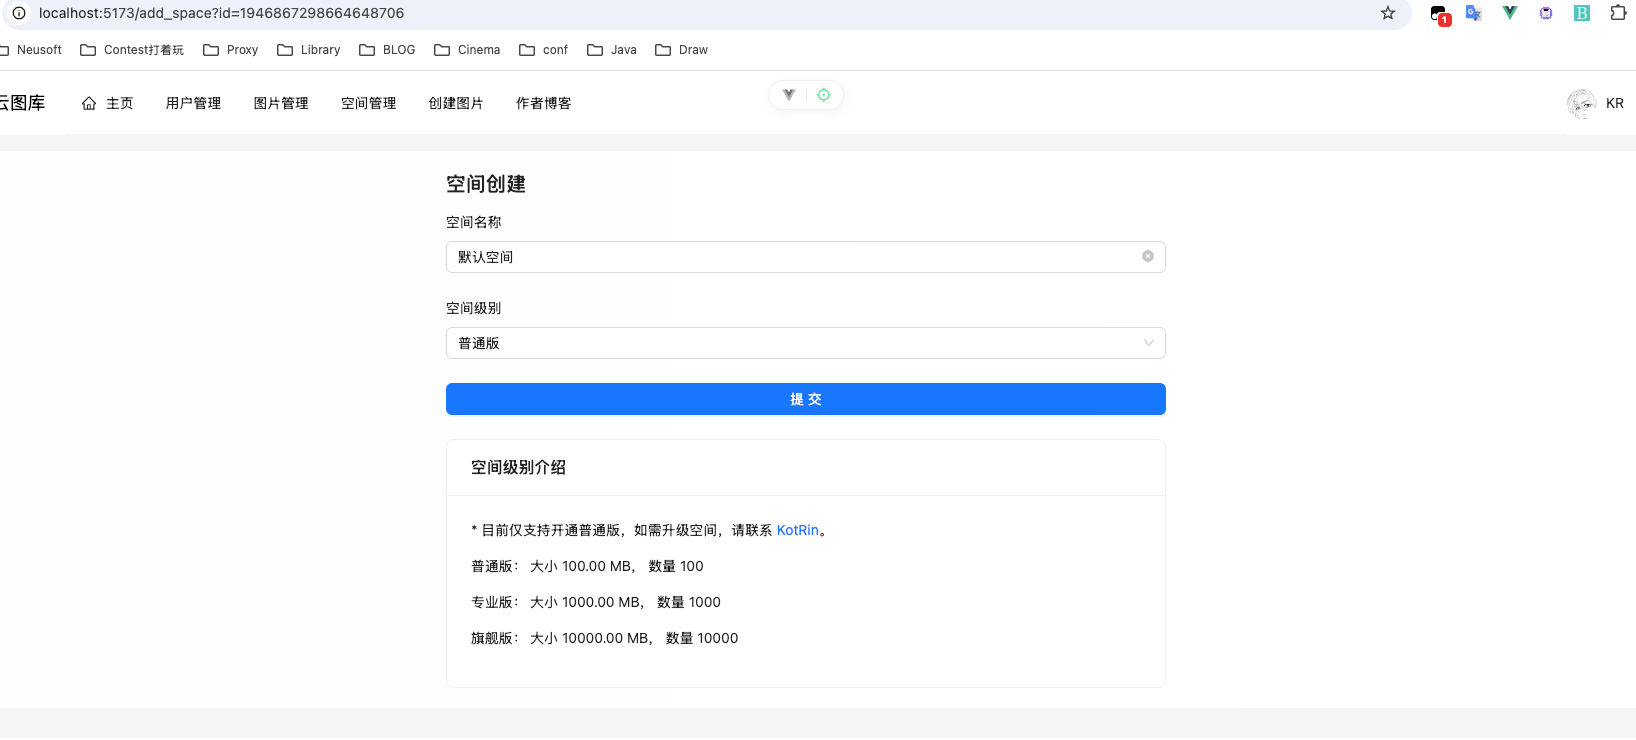 localhost:5173/add_space?id=1946867298664648706
1
Neusoft Contest打着玩 Proxy Library BLOG Cinema conf Java Draw
云图库 主页 用户管理 图片管理 空间管理 创建图片 作者博客 KR
空间创建
空间名称
默认空间
空间级别
普通版
提 交
空间级别介绍
* 目前仅支持开通普通版，如需升级空间，请联系 KotRin。
普通版： 大小 100.00 MB， 数量 100
专业版： 大小 1000.00 MB， 数量 1000
旗舰版： 大小 10000.00 MB， 数量 10000